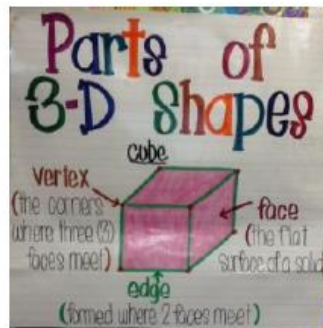 Parts of
3-D Shapes
cube
vertex
(the corners
where three (3)
faces meet)
face
(the flat
surface of a solid
edge
(formed where 2 faces meet)